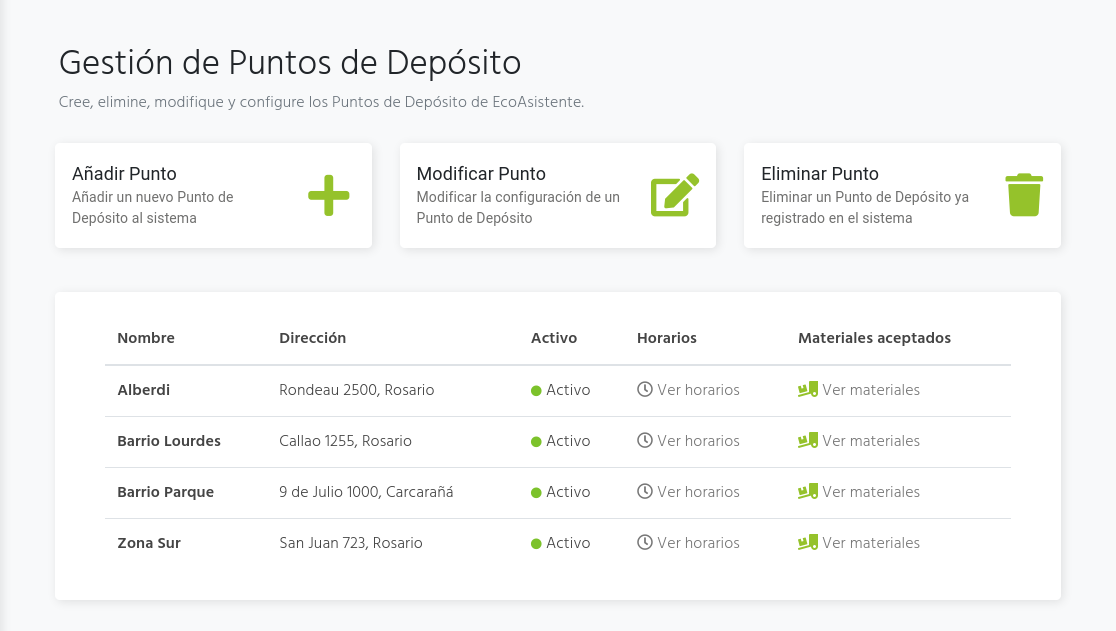 Gestión de Puntos de Depósito
Cree, elimine, modifique y configure los Puntos de Depósito de EcoAsistente.
Añadir Punto
Añadir un nuevo Punto de
Depósito al sistema
Modificar Punto
Modificar la configuración de un
Punto de Depósito
Eliminar Punto
Eliminar un Punto de Depósito ya
registrado en el sistema
Nombre Dirección Activo Horarios Materiales aceptados
Alberdi Rondeau 2500, Rosario Activo Ver horarios Ver materiales
Barrio Lourdes Callao 1255, Rosario Activo Ver horarios Ver materiales
Barrio Parque 9 de Julio 1000, Carcarañá Activo Ver horarios Ver materiales
Zona Sur San Juan 723, Rosario Activo Ver horarios Ver materiales